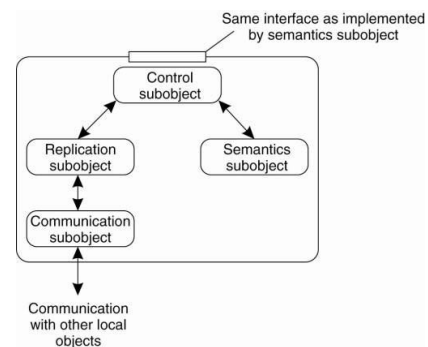 Same interface as implemented
by semantics subobject
Control
subobject
Replication
subobject
Semantics
subobject
Communication
subobject
Communication
with other local
objects